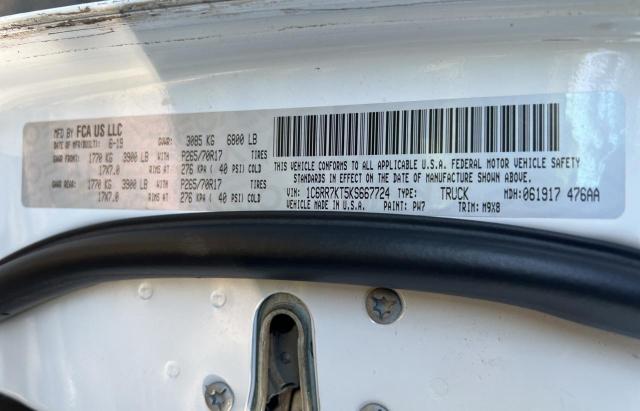 MFD BY FCA US LLC
DATE OF MFR(BUILT): 6-19 GVWR: 3085 KG 6800 LB
GAWR FRONT: 1770 KG 3900 LB P265/70R17 TIRES
17X7.0 RIMS AT 276 KPA ( 40 PSI) COLD
GAWR REAR: 1770 KG 3900 LB P265/70R17 TIRES
17X7.0 RIMS AT 276 KPA ( 40 PSI) COLD
THIS VEHICLE CONFORMS TO ALL APPLICABLE U.S.A. FEDERAL MOTOR VEHICLE SAFETY
STANDARDS IN EFFECT ON THE DATE OF MANUFACTURE SHOWN ABOVE.
VIN: 1C6RR7KT5KS667724 TYPE: TRUCK MDH: 061917 476AA
VEHICLE MADE IN U.S.A. PAINT: PW7 TRIM: M9X8